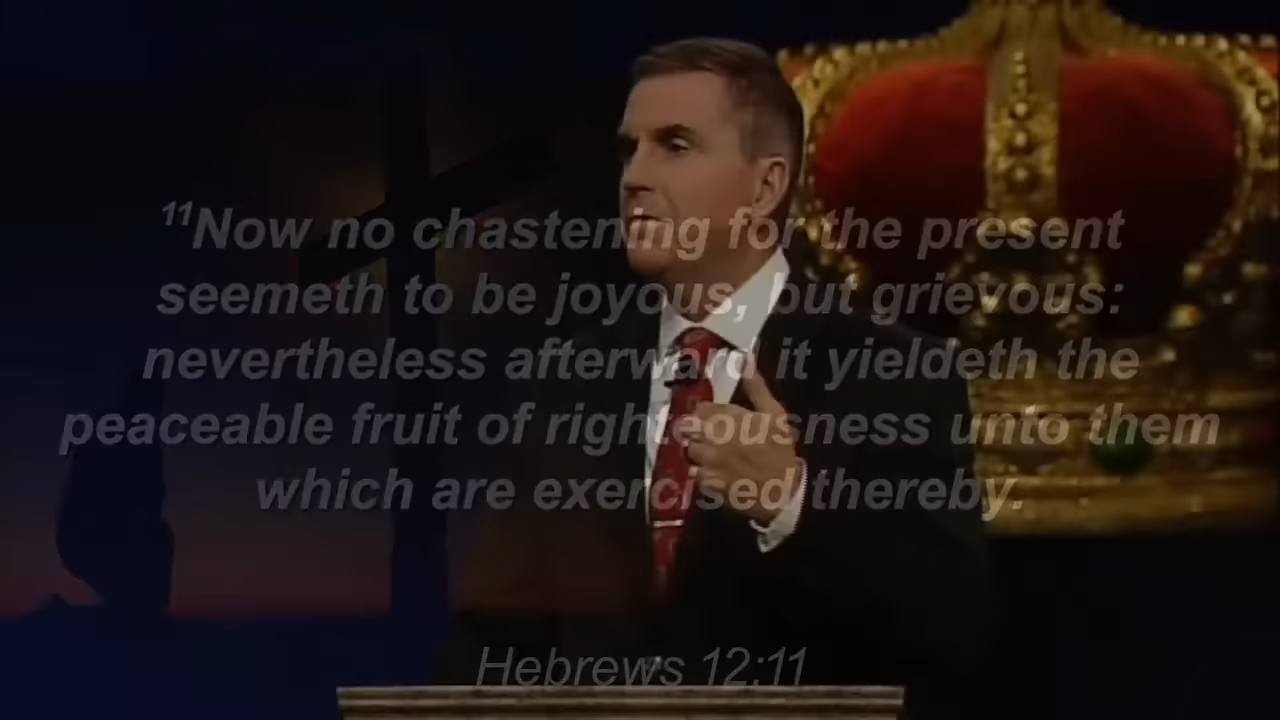 ¹¹Now no chastening for the present
seemeth to be joyous, but grievous:
nevertheless afterward it yieldeth the
peaceable fruit of righteousness unto them
which are exercised thereby.
Hebrews 12:11